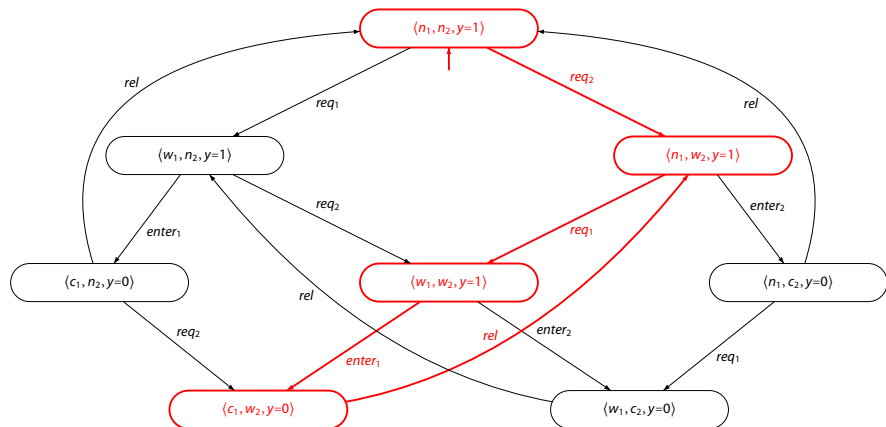 ⟨n₁, n₂, y=1⟩
rel
req₂
rel
req₁
⟨w₁, n₂, y=1⟩
⟨n₁, w₂, y=1⟩
req₂
enter₂
enter₁
req₁
⟨c₁, n₂, y=0⟩
⟨w₁, w₂, y=1⟩
⟨n₁, c₂, y=0⟩
rel
req₂
rel
enter₂
req₁
enter₁
⟨c₁, w₂, y=0⟩
⟨w₁, c₂, y=0⟩